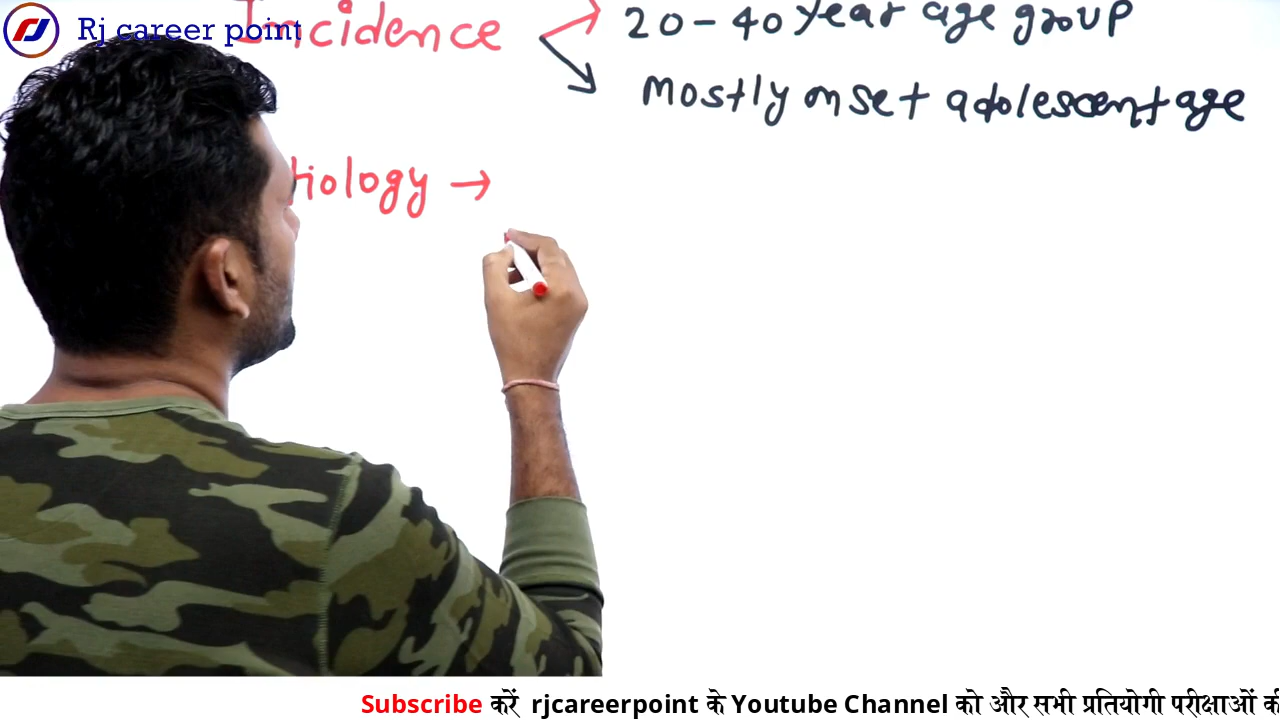 Rj career point
Incidence
20-40 year age group
mostly onset adolescent age
tiology →
Subscribe करें rjcareerpoint के Youtube Channel को और सभी प्रतियोगी परीक्षाओं की